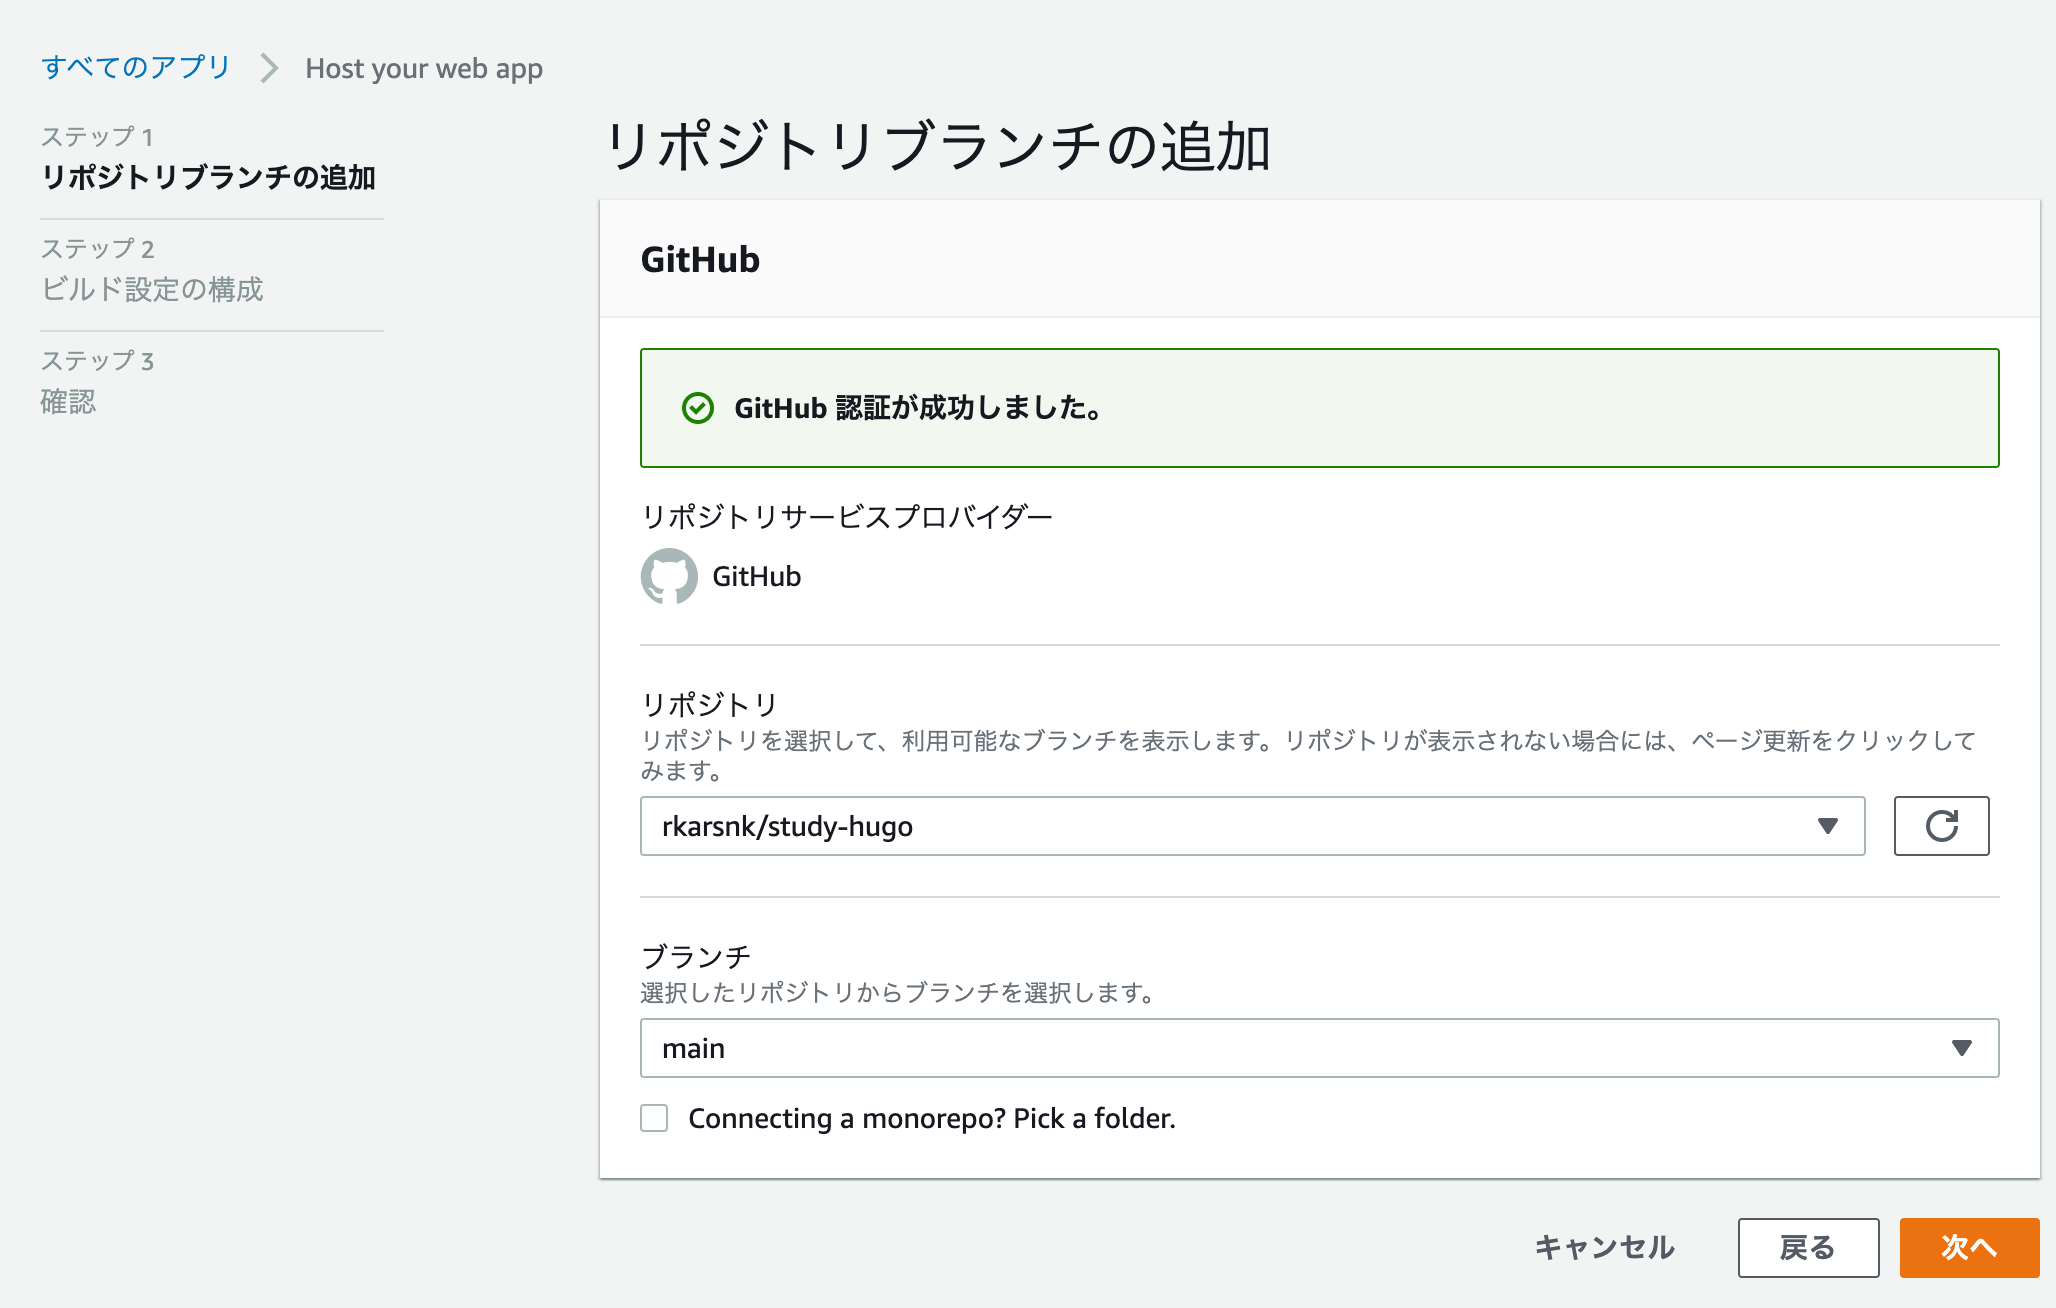 すべてのアプリ
Host your web app
ステップ 1
リポジトリブランチの追加
ステップ 2
ビルド設定の構成
ステップ 3
確認
リポジトリブランチの追加
GitHub
GitHub 認証が成功しました。
リポジトリサービスプロバイダー
GitHub
リポジトリ
リポジトリを選択して、利用可能なブランチを表示します。リポジトリが表示されない場合には、ページ更新をクリックして
みます。
rkarsnk/study-hugo
ブランチ
選択したリポジトリからブランチを選択します。
main
Connecting a monorepo? Pick a folder.
キャンセル
戻る
次へ